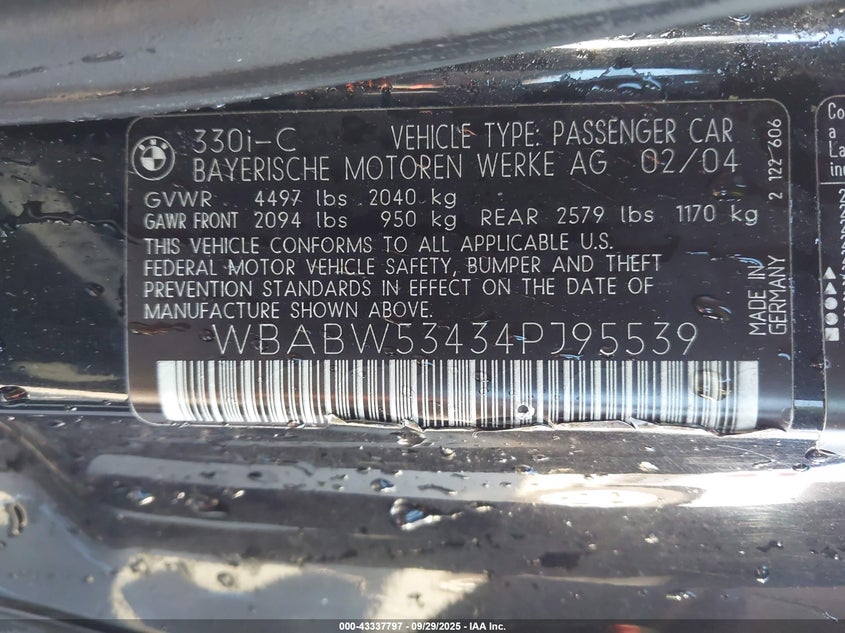 330i-C VEHICLE TYPE: PASSENGER CAR
BAYERISCHE MOTOREN WERKE AG 02/04
GVWR 4497 lbs 2040 kg
GAWR FRONT 2094 lbs 950 kg REAR 2579 lbs 1170 kg
THIS VEHICLE CONFORMS TO ALL APPLICABLE U.S.
FEDERAL MOTOR VEHICLE SAFETY, BUMPER AND THEFT
PREVENTION STANDARDS IN EFFECT ON THE DATE OF
MANUFACTURE SHOWN ABOVE.
WBABW53434PJ95539
2 122 606
MADE IN
GERMANY
Co
a
La
ind
000-43337797 - 09/29/2025 - IAA Inc.